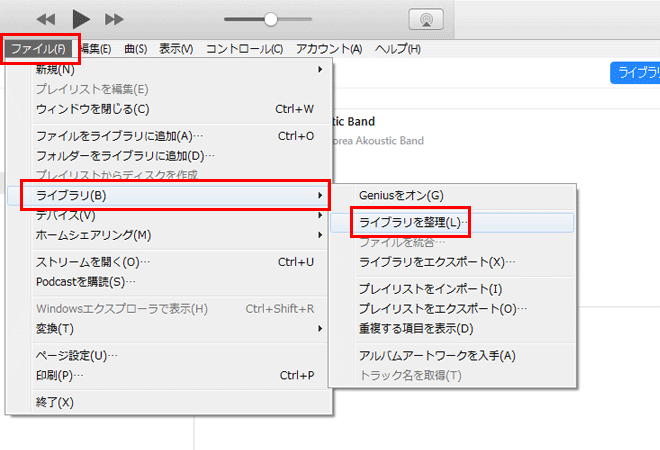 ファイル(F) 編集(E) 曲(S) 表示(V) コントロール(C) アカウント(A) ヘルプ(H)
新規(N)
プレイリストを編集(E)
ウィンドウを閉じる(C) Ctrl+W
ファイルをライブラリに追加(A)… Ctrl+O
フォルダーをライブラリに追加(D)…
プレイリストからディスクを作成
ライブラリ(B)
デバイス(V)
ホームシェアリング(M)
ストリームを開く(O)… Ctrl+U
Podcastを購読(S)…
Windowsエクスプローラで表示(H) Ctrl+Shift+R
変換(T)
ページ設定(U)…
印刷(P)… Ctrl+P
終了(X)
ライブラリ
tic Band
orea Akoustic Band
Geniusをオン(G)
ライブラリを整理(L)…
ファイルを統合…
ライブラリをエクスポート(X)…
プレイリストをインポート(I)
プレイリストをエクスポート(O)…
重複する項目を表示(D)
アルバムアートワークを入手(A)
トラック名を取得(T)